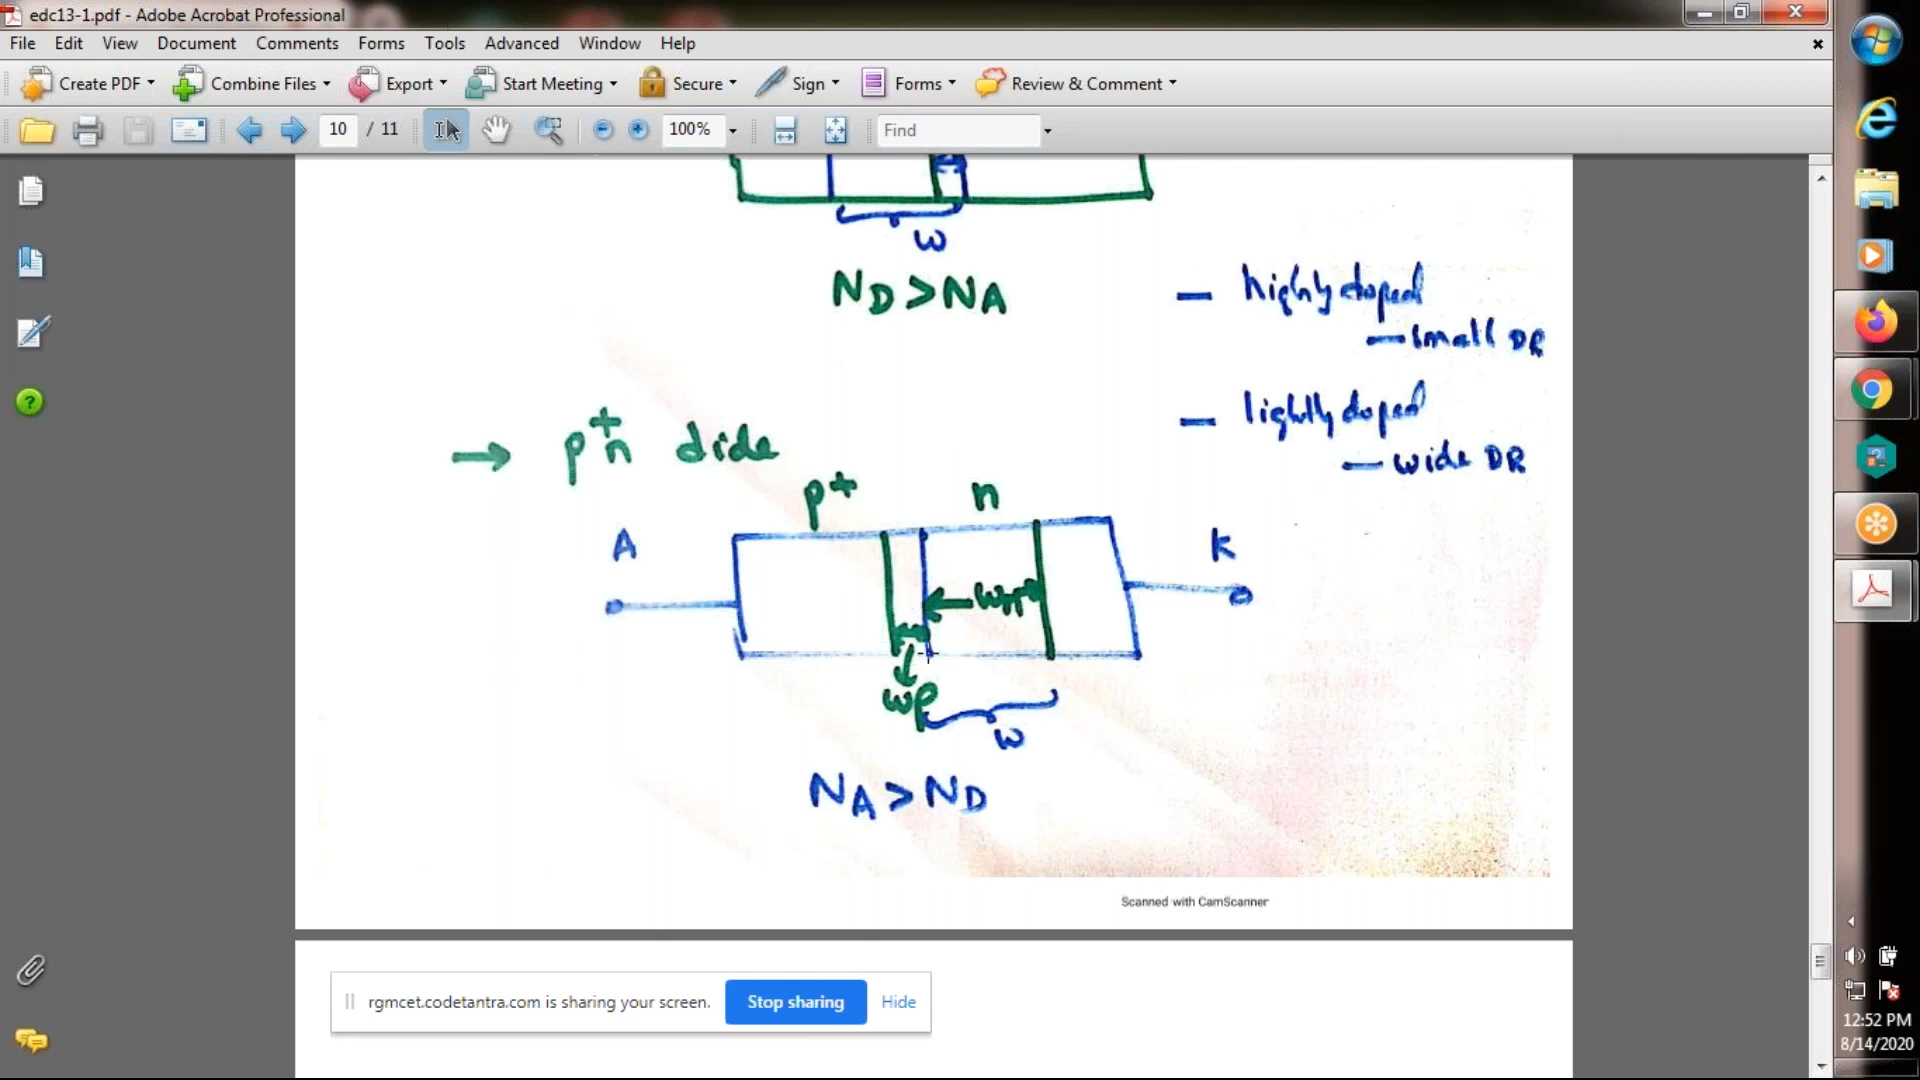 edc13-1.pdf - Adobe Acrobat Professional
File Edit View Document Comments Forms Tools Advanced Window Help
Create PDF Combine Files Export Start Meeting Secure Sign Forms Review & Comment
10 / 11 100% Find
W
ND > NA
— highly doped
— small DR
— lightly doped
— wide DR
→ p+n diode
p+ n
A K
Wn
Wp
W
NA > ND
Scanned with CamScanner
rgmcet.codetantra.com is sharing your screen. Stop sharing Hide
12:52 PM
8/14/2020